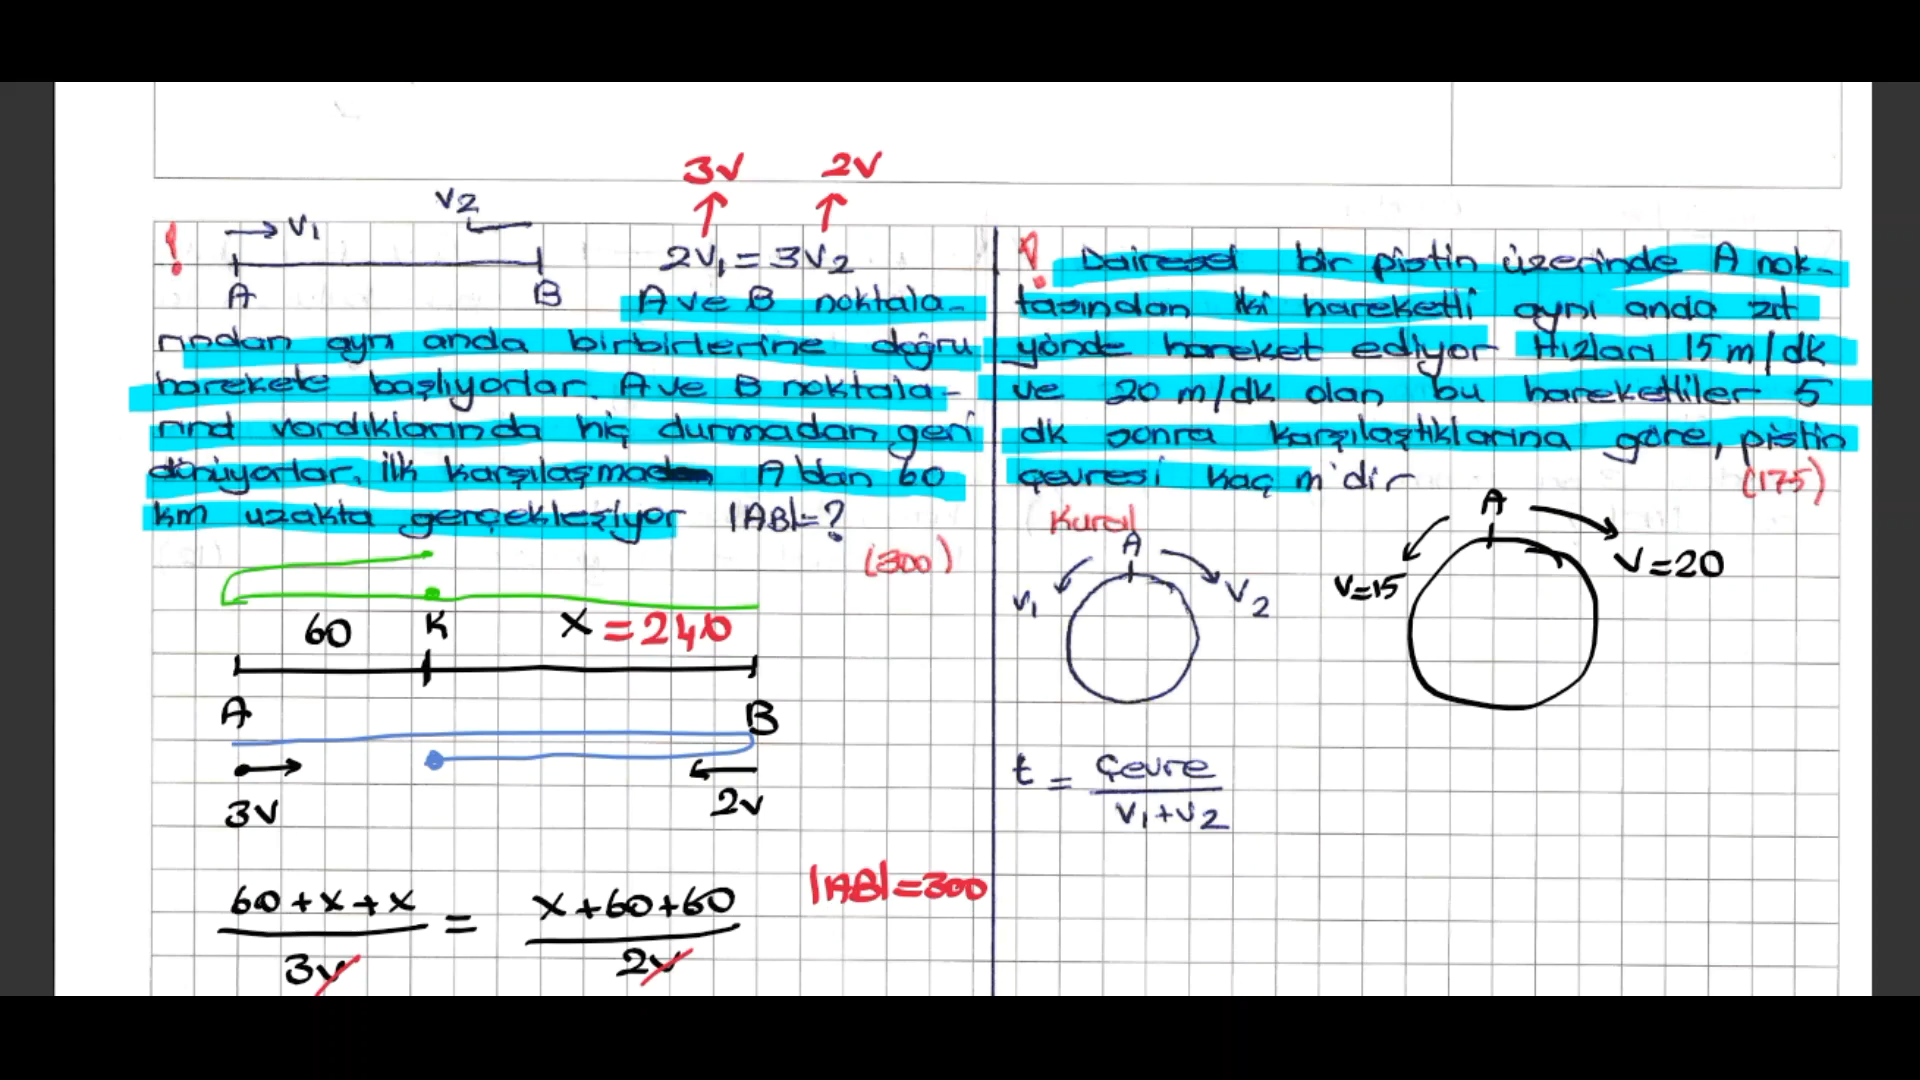 3V 2V
V1 V2
2V1 = 3V2
A B
A ve B noktala-
rından aynı anda birbirlerine doğru
harekete başlıyorlar. A ve B noktala-
rına vardıklarında hiç durmadan geri
dönüyorlar. İlk karşılaşma A'dan 60
km uzakta gerçekleşiyor |AB|=?
(300)
60 K X = 240
A B
3V 2V
60+x+x / 3V = x+60+60 / 2V
|AB|=300
! Dairesel bir pistin üzerinde A nok-
tasından iki hareketli aynı anda zıt
yönde hareket ediyor Hızları 15 m/dk
ve 20 m/dk olan bu hareketliler 5
dk sonra karşılaştıklarına göre, pistin
çevresi kaç m'dir (175)
Kural
A
V1 V2
A
V=15 V=20
t = Çevre / V1+V2